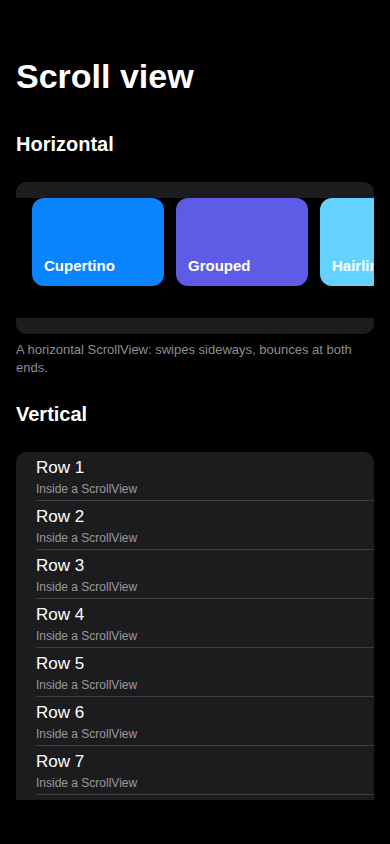 Scroll view
Horizontal
Cupertino
Grouped
A horizontal ScrollView: swipes sideways, bounces at both
ends.
Vertical
Row 1
Inside a ScrollView
Row 2
Inside a ScrollView
Row 3
Inside a ScrollView
Row 4
Inside a ScrollView
Row 5
Inside a ScrollView
Row 6
Inside a ScrollView
Row 7
Inside a ScrollView